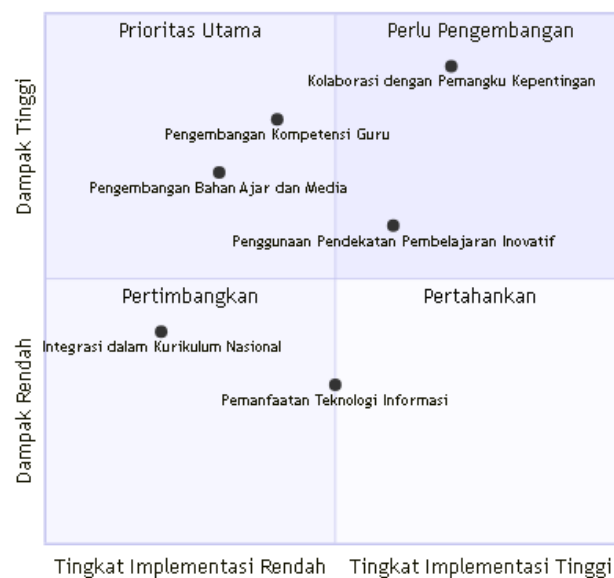 Prioritas Utama
Perlu Pengembangan
Kolaborasi dengan Pemangku Kepentingan
Pengembangan Kompetensi Guru
Pengembangan Bahan Ajar dan Media
Penggunaan Pendekatan Pembelajaran Inovatif
Dampak Tinggi
Pertimbangkan
Pertahankan
Integrasi dalam Kurikulum Nasional
Pemanfaatan Teknologi Informasi
Dampak Rendah
Tingkat Implementasi Rendah
Tingkat Implementasi Tinggi